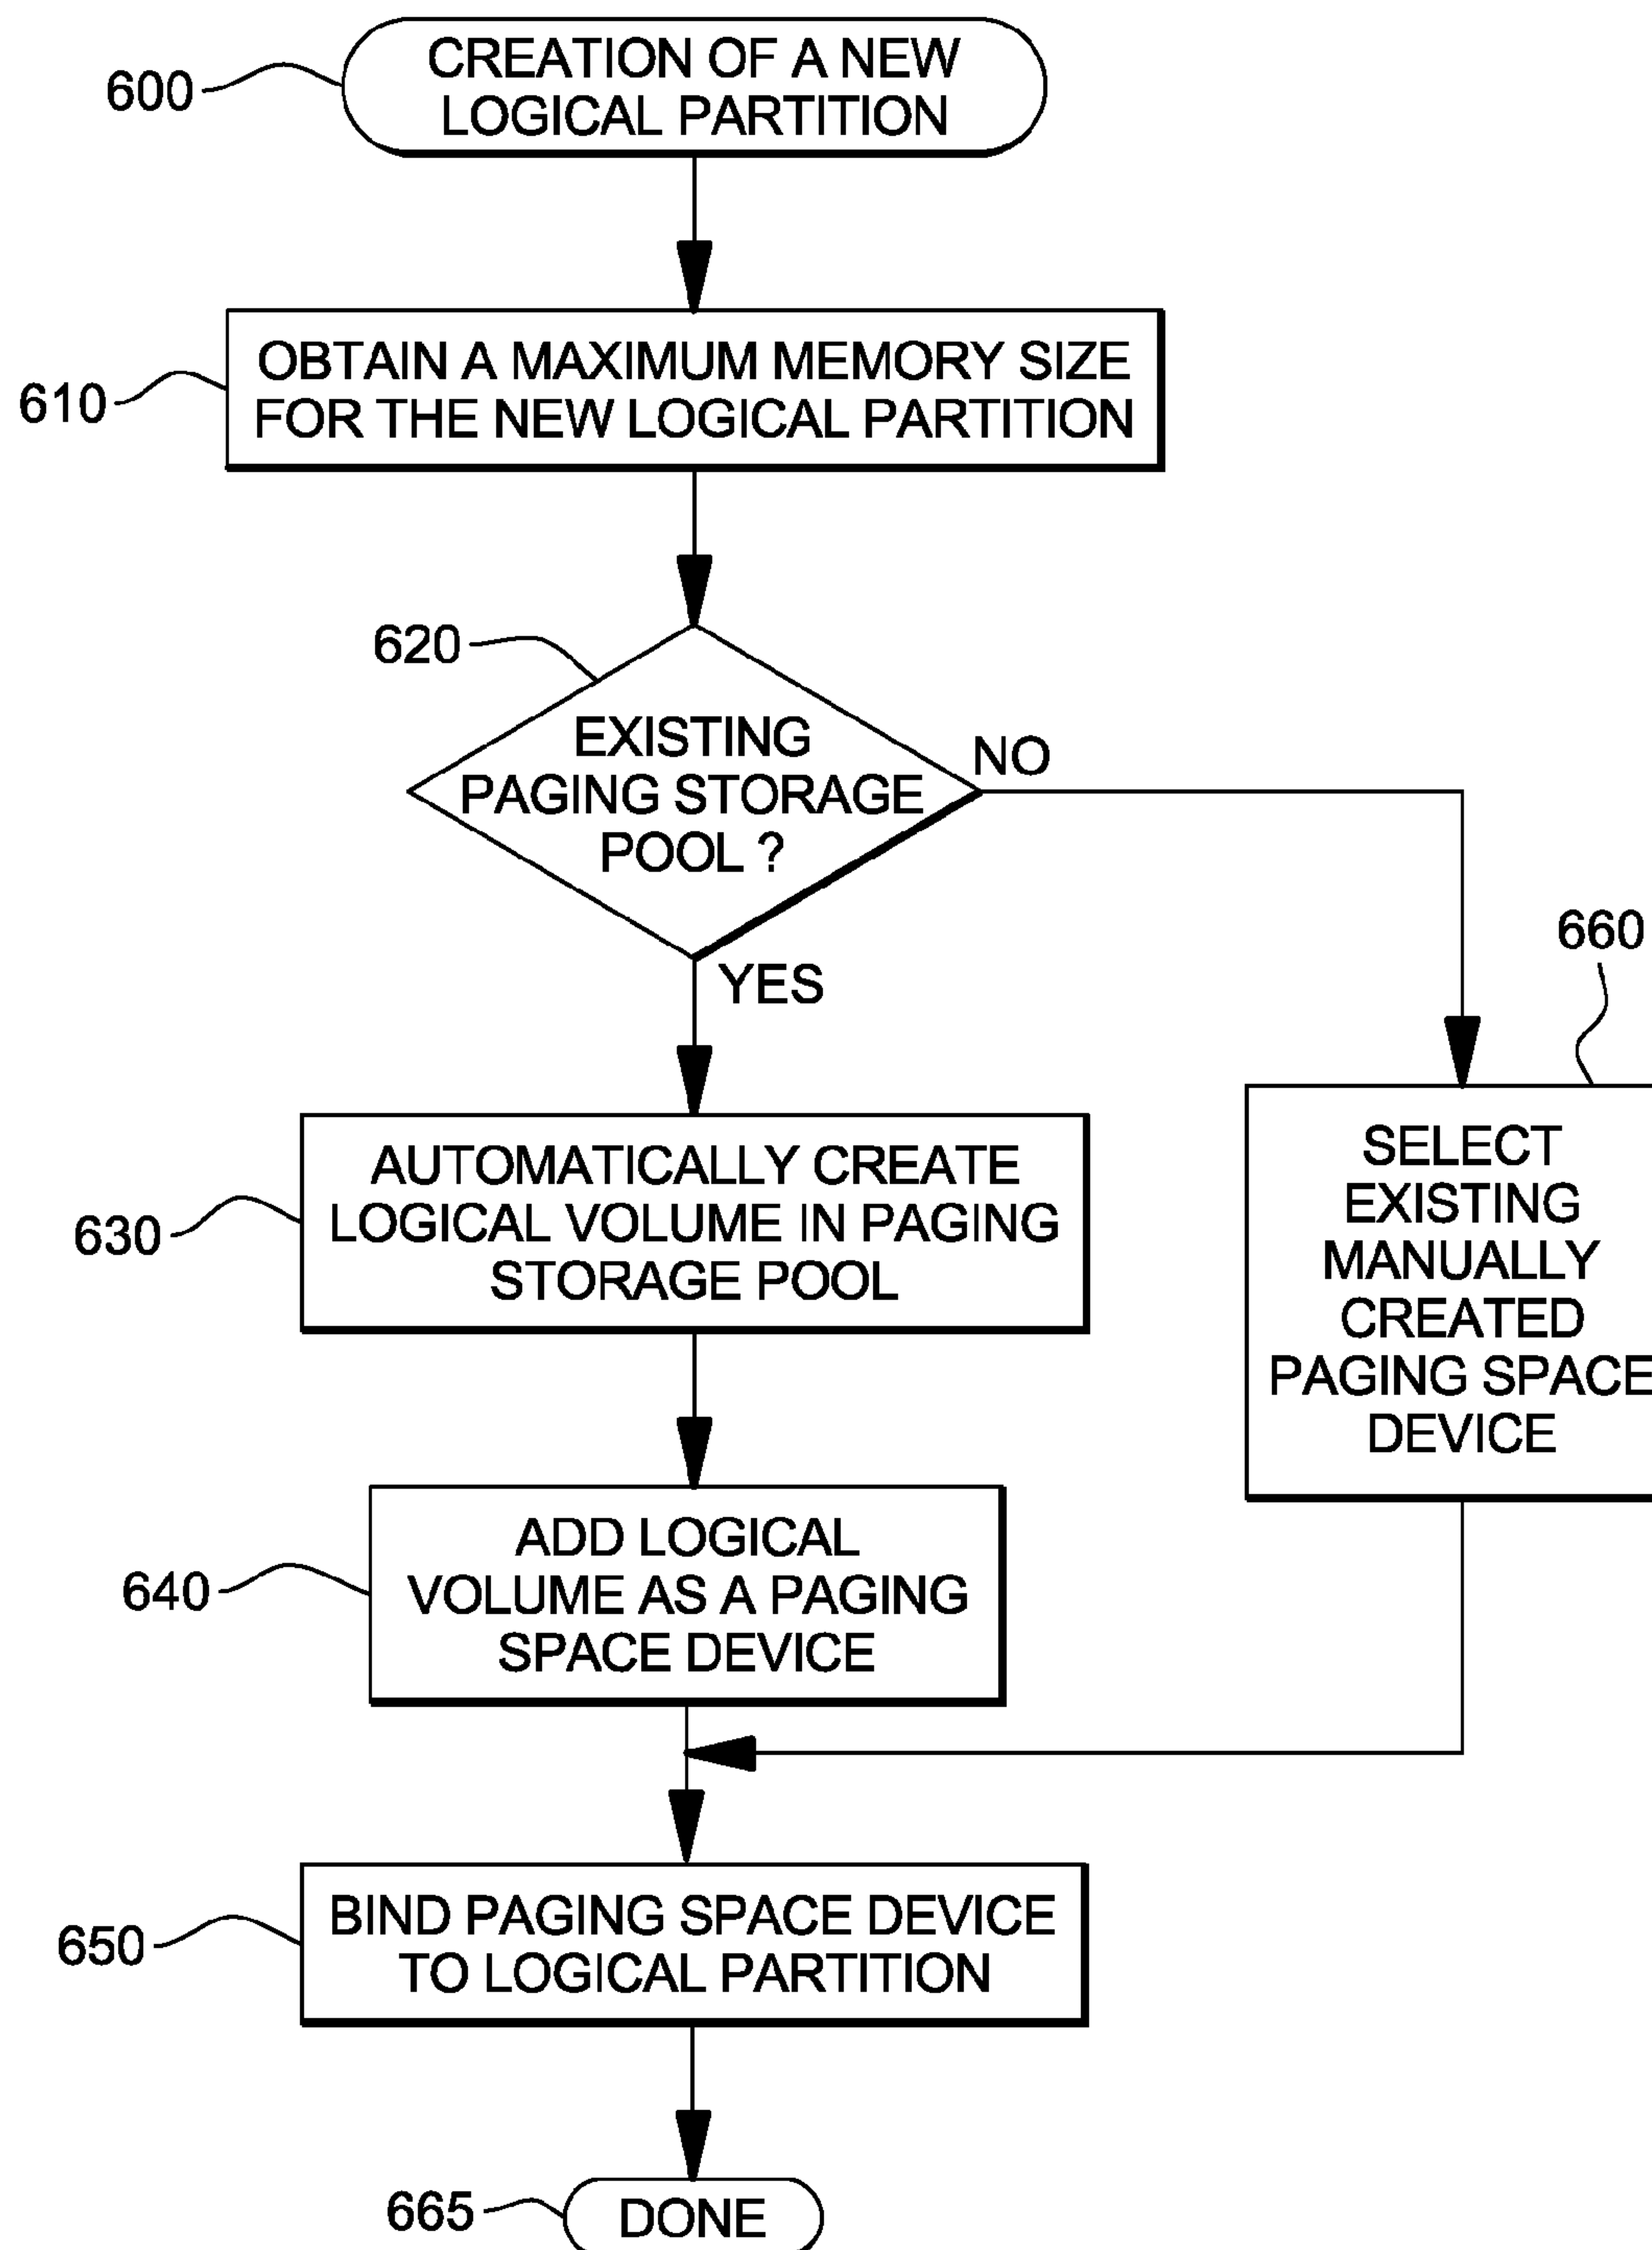 600
CREATION OF A NEW
LOGICAL PARTITION
610
OBTAIN A MAXIMUM MEMORY SIZE
FOR THE NEW LOGICAL PARTITION
620
EXISTING
PAGING STORAGE
POOL ?
NO
YES
630
AUTOMATICALLY CREATE
LOGICAL VOLUME IN PAGING
STORAGE POOL
660
SELECT
EXISTING
MANUALLY
CREATED
PAGING SPACE
DEVICE
640
ADD LOGICAL
VOLUME AS A PAGING
SPACE DEVICE
650
BIND PAGING SPACE DEVICE
TO LOGICAL PARTITION
665
DONE